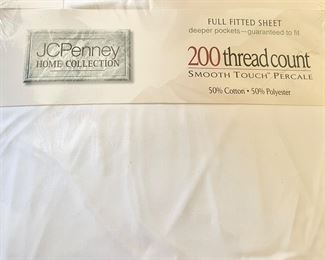 FULL FITTED SHEET
deeper pockets—guaranteed to fit
JCPenney
HOME COLLECTION
200 thread count
SMOOTH TOUCH™ PERCALE
50% Cotton • 50% Polyester